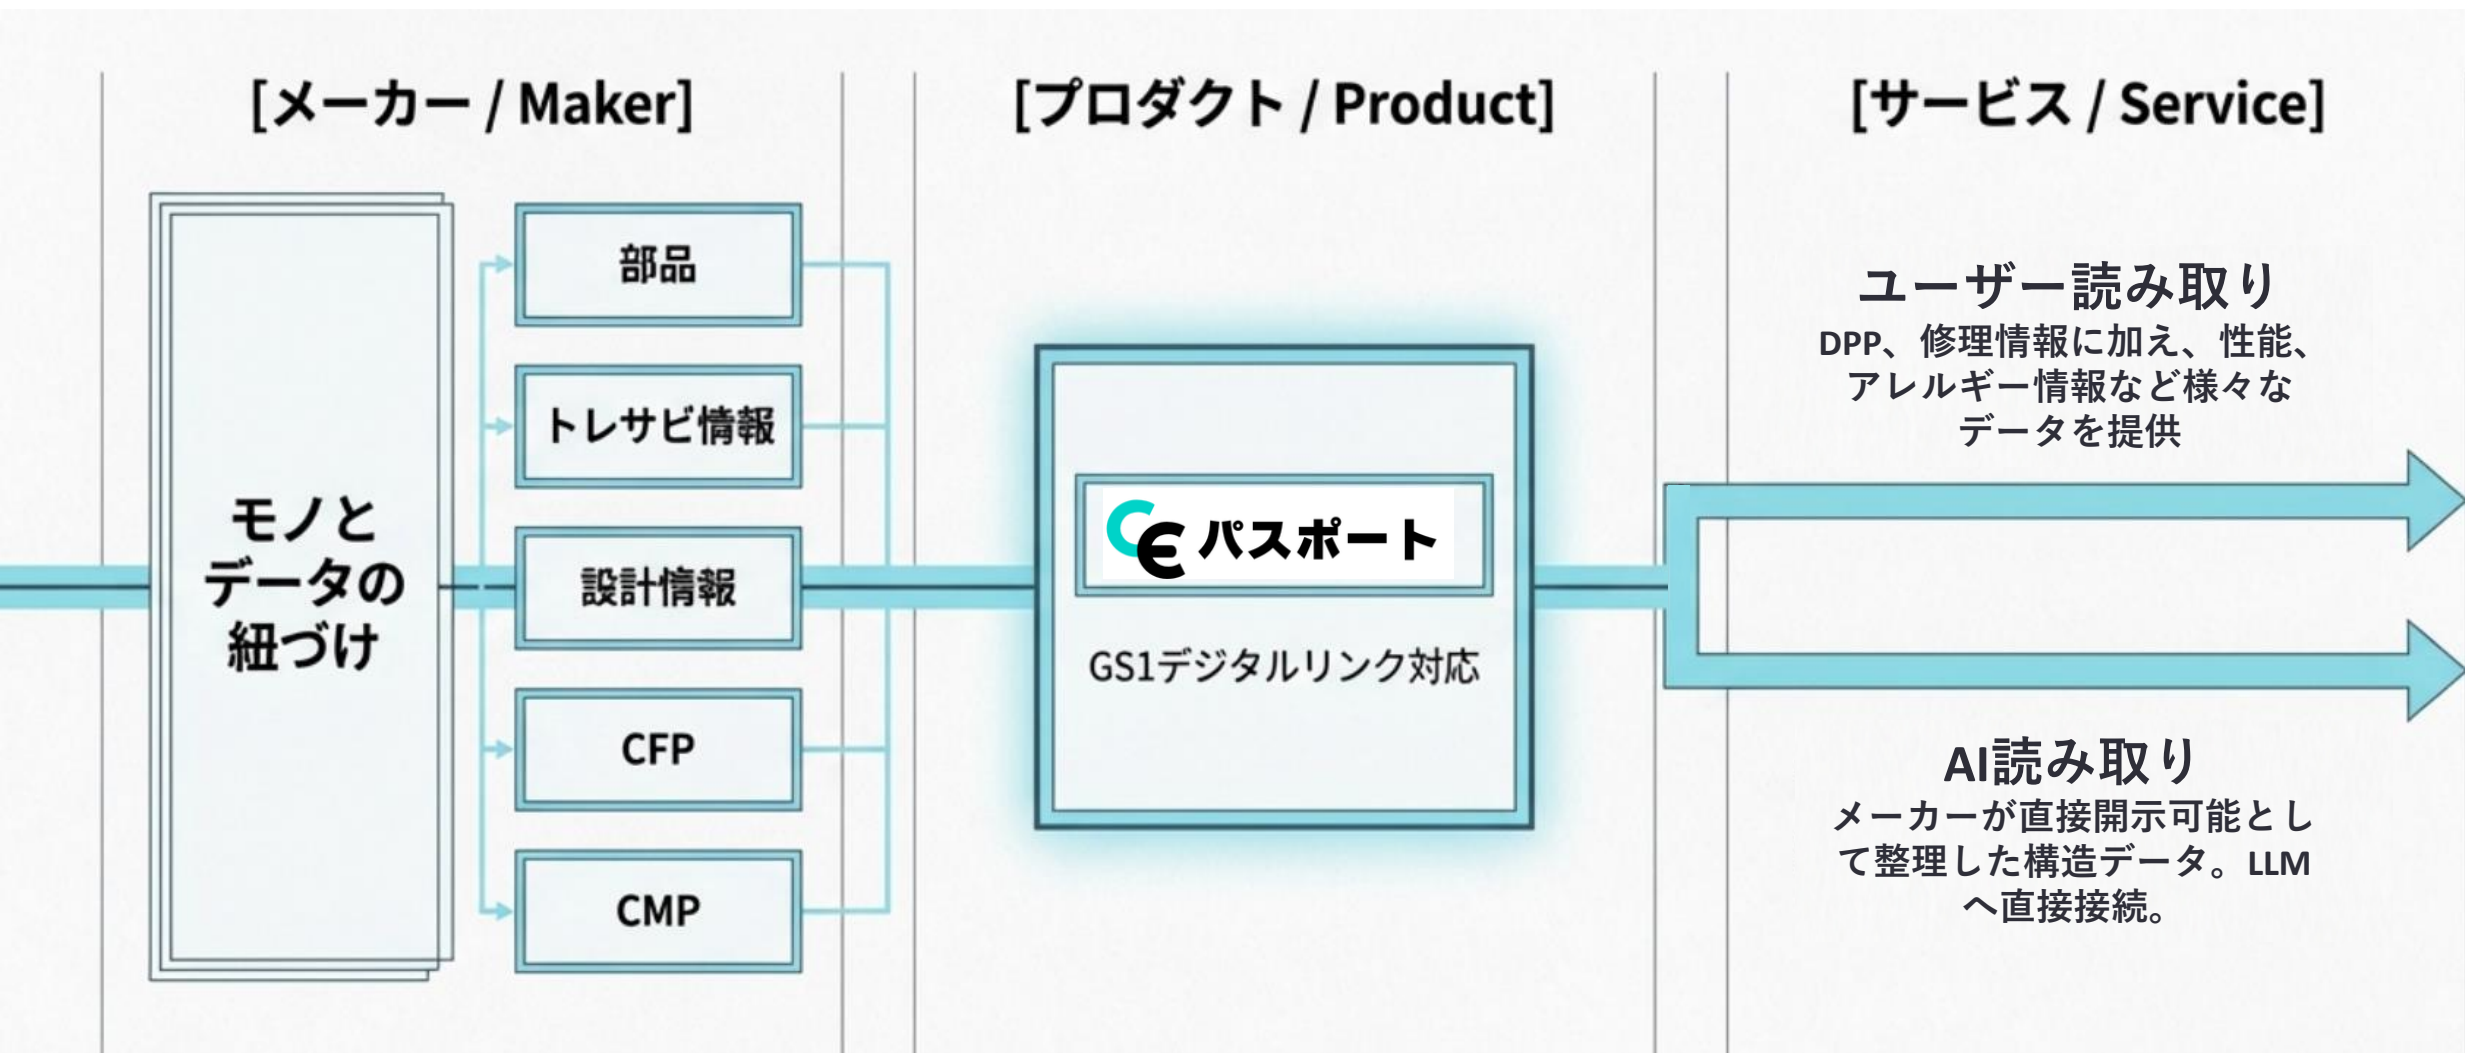 [メーカー / Maker]
[プロダクト / Product]
[サービス / Service]
モノと
データの
紐づけ
部品
トレサビ情報
設計情報
CFP
CMP
CE パスポート
GS1デジタルリンク対応
ユーザー読み取り
DPP、修理情報に加え、性能、
アレルギー情報など様々な
データを提供
AI読み取り
メーカーが直接開示可能とし
て整理した構造データ。LLM
へ直接接続。